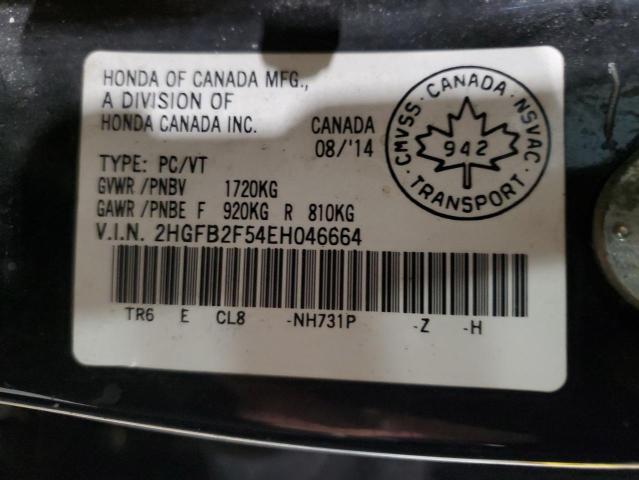 HONDA OF CANADA MFG.,
A DIVISION OF
HONDA CANADA INC.
CANADA
08/'14
CMVSS · CANADA · NSVAC · TRANSPORT ·
942
TYPE: PC/VT
GVWR /PNBV 1720KG
GAWR /PNBE F 920KG R 810KG
V.I.N. 2HGFB2F54EH046664
TR6 E CL8 -NH731P -Z -H